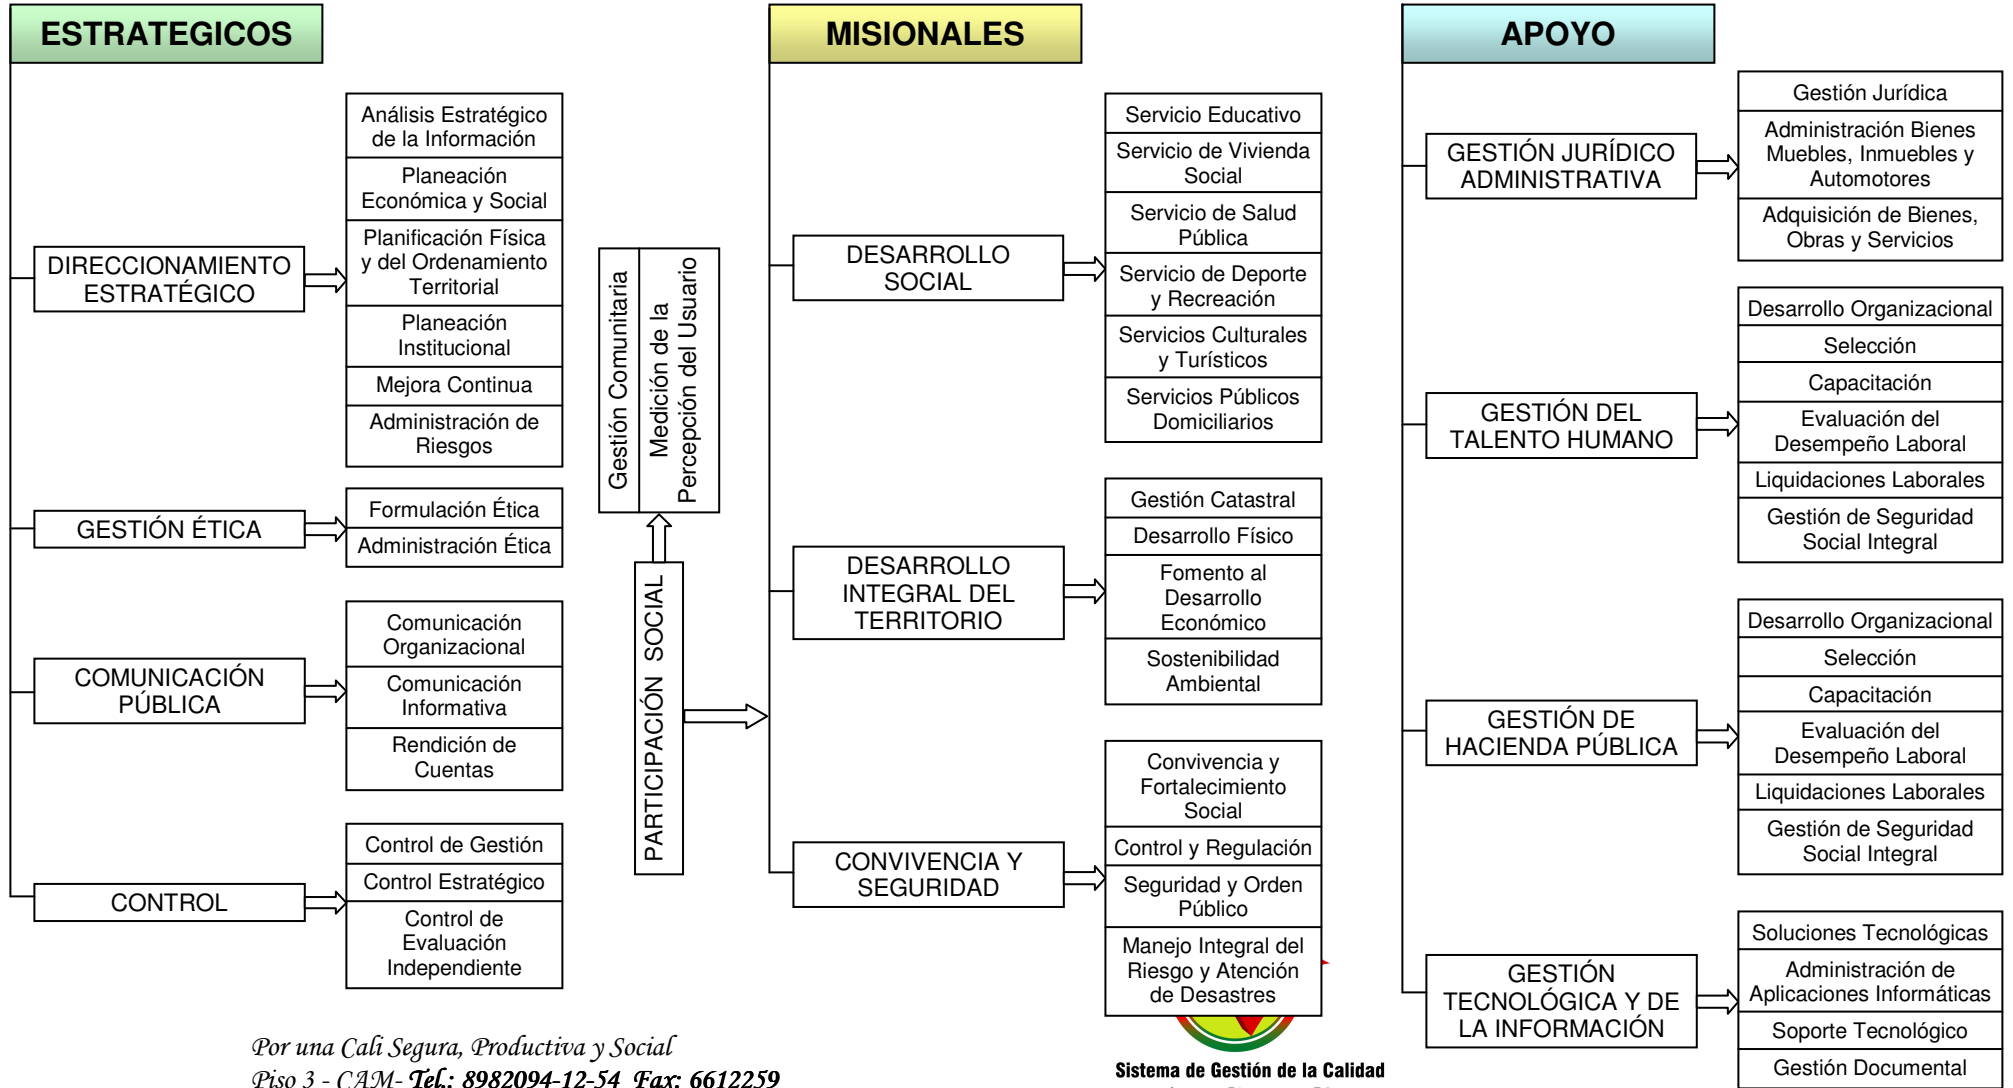 ESTRATEGICOS
DIRECCIONAMIENTO
ESTRATÉGICO
Análisis Estratégico
de la Información
Planeación
Económica y Social
Planificación Física
y del Ordenamiento
Territorial
Planeación
Institucional
Mejora Continua
Administración de
Riesgos
GESTIÓN ÉTICA
Formulación Ética
Administración Ética
COMUNICACIÓN
PÚBLICA
Comunicación
Organizacional
Comunicación
Informativa
Rendición de
Cuentas
CONTROL
Control de Gestión
Control Estratégico
Control de
Evaluación
Independiente
PARTICIPACIÓN SOCIAL
Gestión Comunitaria
Medición de la
Percepción del Usuario
MISIONALES
DESARROLLO
SOCIAL
Servicio Educativo
Servicio de Vivienda
Social
Servicio de Salud
Pública
Servicio de Deporte
y Recreación
Servicios Culturales
y Turísticos
Servicios Públicos
Domiciliarios
DESARROLLO
INTEGRAL DEL
TERRITORIO
Gestión Catastral
Desarrollo Físico
Fomento al
Desarrollo
Económico
Sostenibilidad
Ambiental
CONVIVENCIA Y
SEGURIDAD
Convivencia y
Fortalecimiento
Social
Control y Regulación
Seguridad y Orden
Público
Manejo Integral del
Riesgo y Atención
de Desastres
APOYO
GESTIÓN JURÍDICO
ADMINISTRATIVA
Gestión Jurídica
Administración Bienes
Muebles, Inmuebles y
Automotores
Adquisición de Bienes,
Obras y Servicios
GESTIÓN DEL
TALENTO HUMANO
Desarrollo Organizacional
Selección
Capacitación
Evaluación del
Desempeño Laboral
Liquidaciones Laborales
Gestión de Seguridad
Social Integral
GESTIÓN DE
HACIENDA PÚBLICA
Desarrollo Organizacional
Selección
Capacitación
Evaluación del
Desempeño Laboral
Liquidaciones Laborales
Gestión de Seguridad
Social Integral
GESTIÓN
TECNOLÓGICA Y DE
LA INFORMACIÓN
Soluciones Tecnológicas
Administración de
Aplicaciones Informáticas
Soporte Tecnológico
Gestión Documental
Por una Cali Segura, Productiva y Social
Piso 3 - CAM- Tel.: 8982094-12-54 Fax: 6612259
Sistema de Gestión de la Calidad